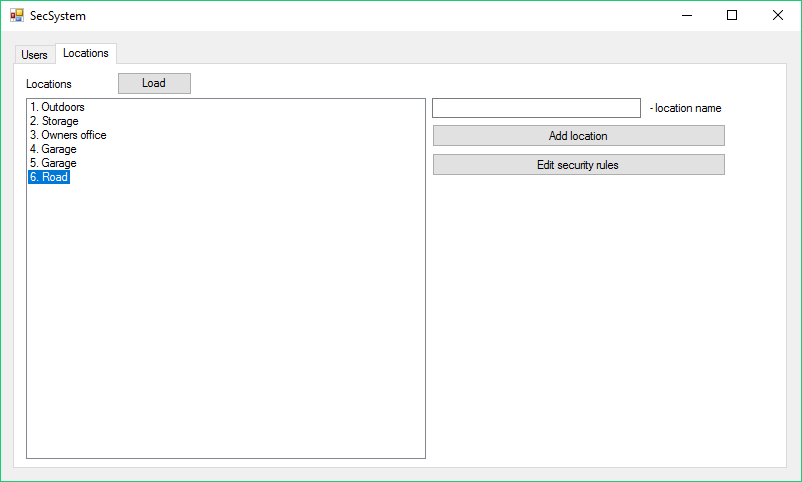 SecSystem
Users
Locations
Locations
Load
1. Outdoors
2. Storage
3. Owners office
4. Garage
5. Garage
6. Road
- location name
Add location
Edit security rules